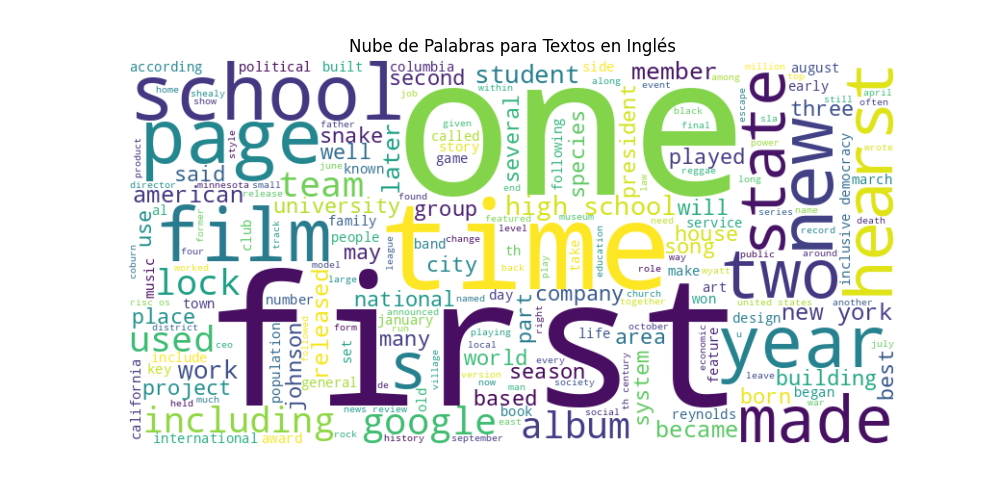 Nube de Palabras para Textos en Inglés
according political built columbia side million top august
home shealy show school second student member along among event still april
job within early often
page snake later one several species president state new three hearst
product style father well called given story game following black final escape played power sla wrote
said june known end law reggae long
director minnesota small team american release university found high school will march
al use former club track family group featured museum need service series name death
film four people may band level th time take education song house public record around inclusive democracy
music league change back play role way wyatt art make two
coburn worked model city
lock risc os large national named day company church together won united states another
town number january announced part design new york
place used district ceo released form set run many playing right life october area economic feature year july
population followed local world every
key include work johnson general de village is first season version now man society system leave building best
california project held much old based book social th century born began war
including news review google east album reynolds became made
international award rock history september